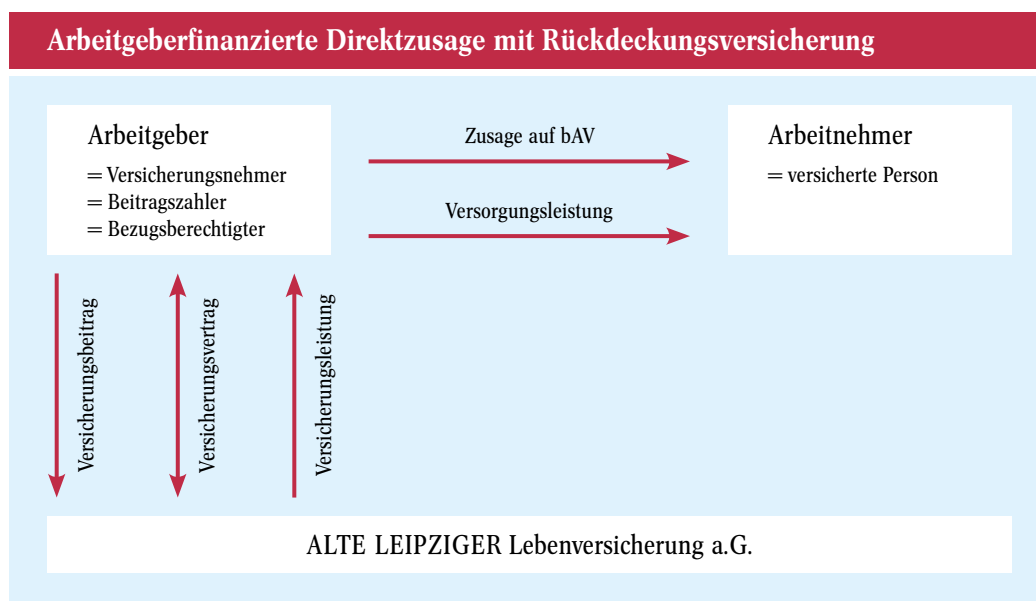 Arbeitgeberfinanzierte Direktzusage mit Rückdeckungsversicherung
Arbeitgeber
= Versicherungsnehmer
= Beitragszahler
= Bezugsberechtigter
Zusage auf bAV
Versorgungsleistung
Arbeitnehmer
= versicherte Person
Versicherungsbeitrag
Versicherungsvertrag
Versicherungsleistung
ALTE LEIPZIGER Lebenversicherung a.G.